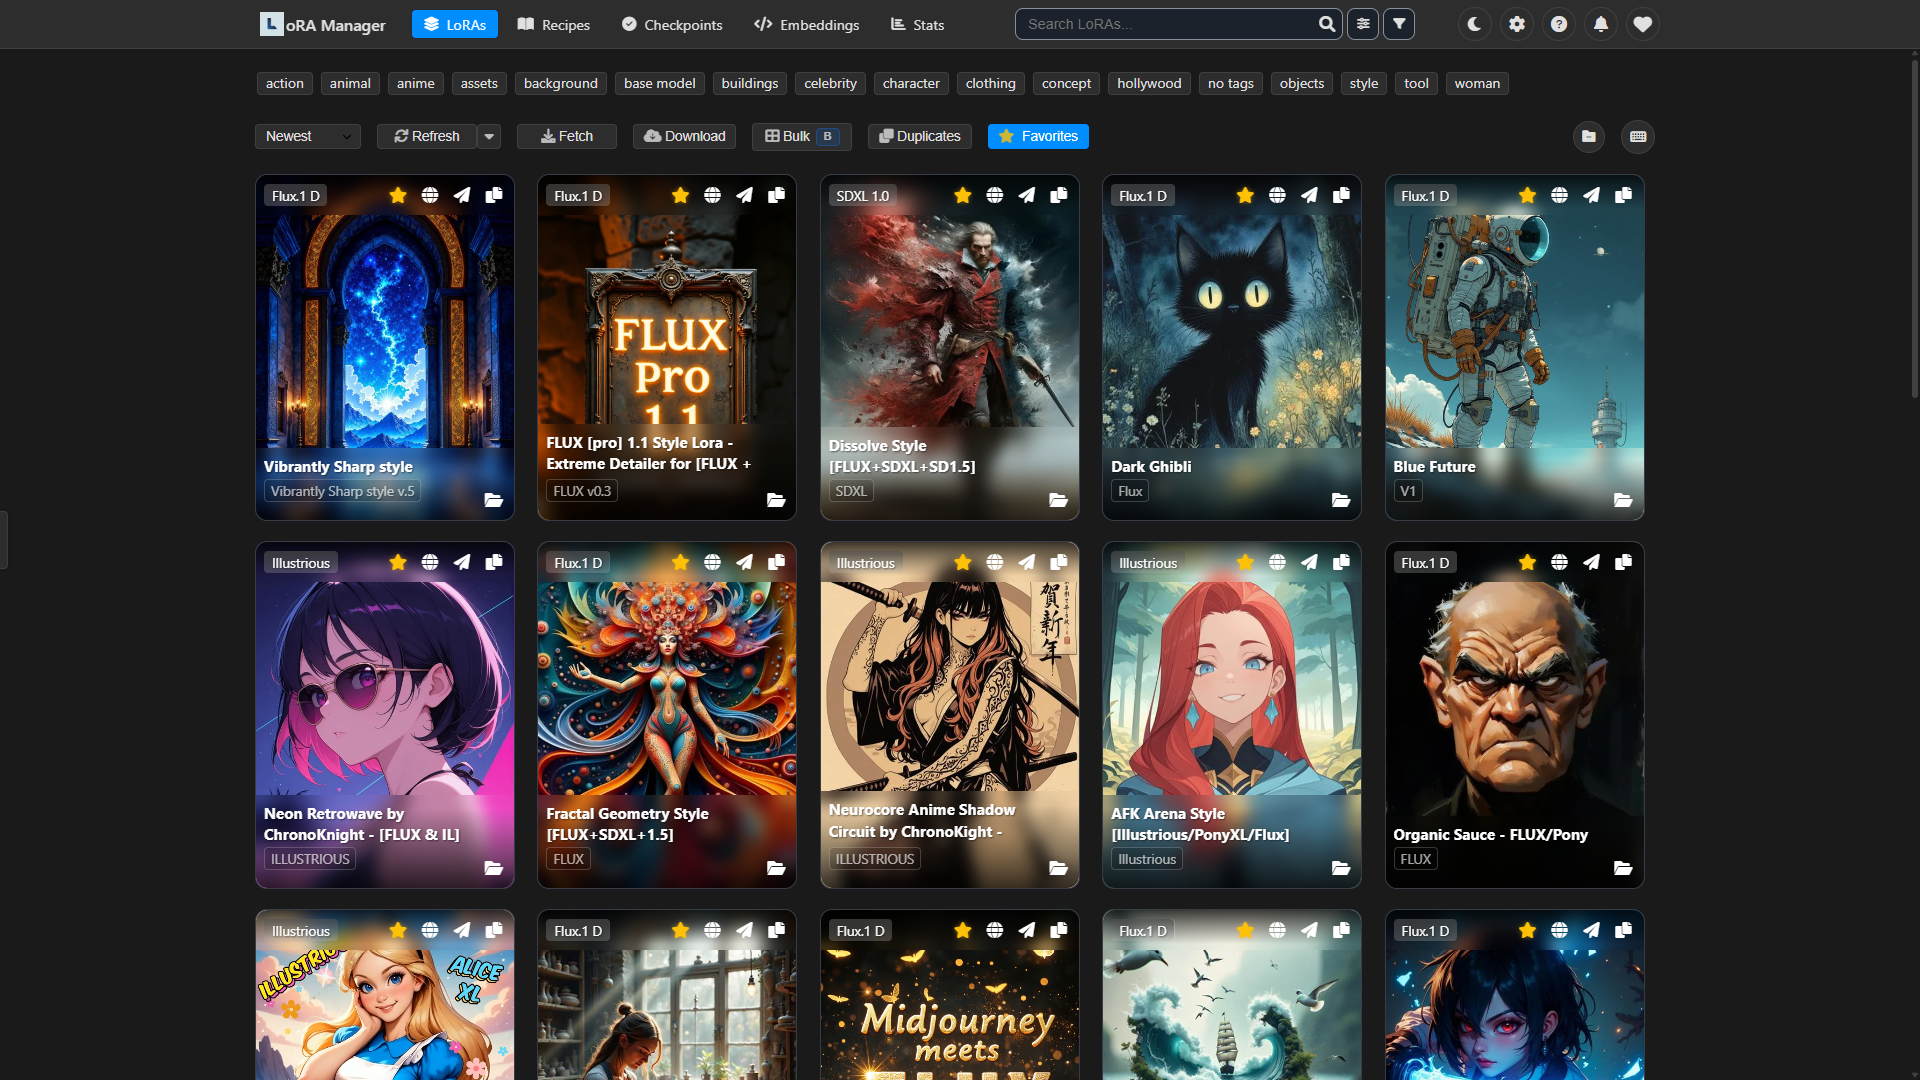 LoRA Manager
LoRAs
Recipes
Checkpoints
Embeddings
Stats
Search LoRAs...
action
animal
anime
assets
background
base model
buildings
celebrity
character
clothing
concept
hollywood
no tags
objects
style
tool
woman
Newest
Refresh
Fetch
Download
Bulk B
Duplicates
Favorites
Flux.1 D
Vibrantly Sharp style
Vibrantly Sharp style v.5
Flux.1 D
FLUX
Pro
1.1
FLUX [pro] 1.1 Style Lora -
Extreme Detailer for [FLUX +
FLUX v0.3
SDXL 1.0
Dissolve Style
[FLUX+SDXL+SD1.5]
SDXL
Flux.1 D
Dark Ghibli
Flux
Flux.1 D
Blue Future
V1
Illustrious
Neon Retrowave by
ChronoKnight - [FLUX & IL]
ILLUSTRIOUS
Flux.1 D
Fractal Geometry Style
[FLUX+SDXL+1.5]
FLUX
Illustrious
賀新年
Neurocore Anime Shadow
Circuit by ChronoKight -
ILLUSTRIOUS
Illustrious
AFK Arena Style
[Illustrious/PonyXL/Flux]
Illustrious
Flux.1 D
Organic Sauce - FLUX/Pony
FLUX
Illustrious
ALICE
XL
Flux.1 D
Flux.1 D
Midjourney
meets
FLUX
Flux.1 D
Flux.1 D